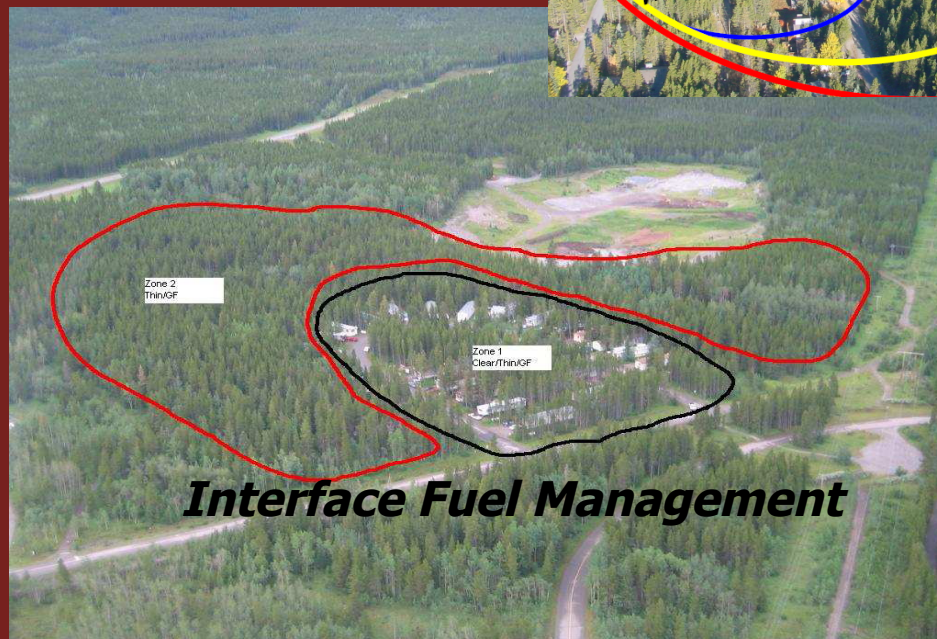 Zone 2
Thin/GF
Zone 1
Clear/Thin/GF
Interface Fuel Management